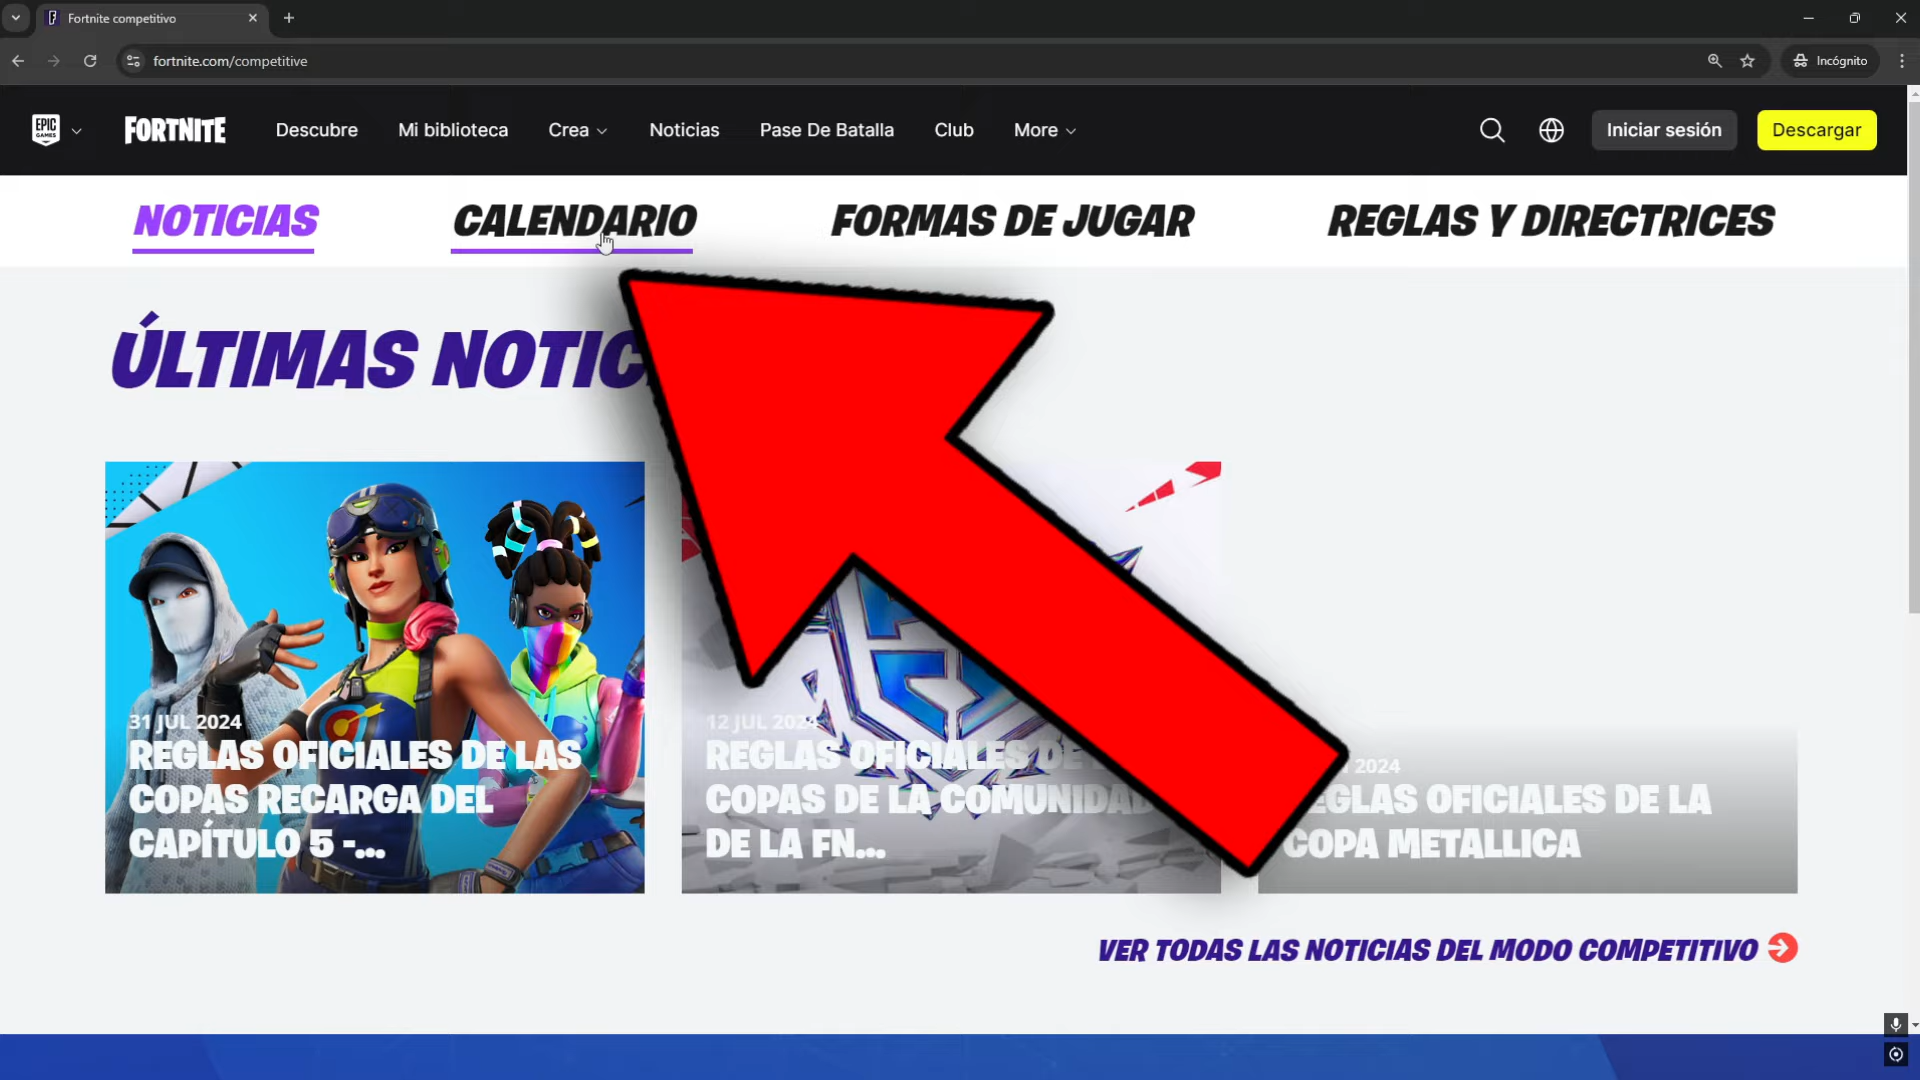 Fortnite competitivo
fortnite.com/competitive
Incógnito
EPIC GAMES
FORTNITE
Descubre
Mi biblioteca
Crea
Noticias
Pase De Batalla
Club
More
Iniciar sesión
Descargar
NOTICIAS
CALENDARIO
FORMAS DE JUGAR
REGLAS Y DIRECTRICES
ÚLTIMAS NOTIC
31 JUL 2024
REGLAS OFICIALES DE LAS
COPAS RECARGA DEL
CAPÍTULO 5 -...
12 JUL 2024
REGLAS OFICIALES DE
COPAS DE LA COMUNIDAD
DE LA FN...
2024
REGLAS OFICIALES DE LA
COPA METALLICA
VER TODAS LAS NOTICIAS DEL MODO COMPETITIVO